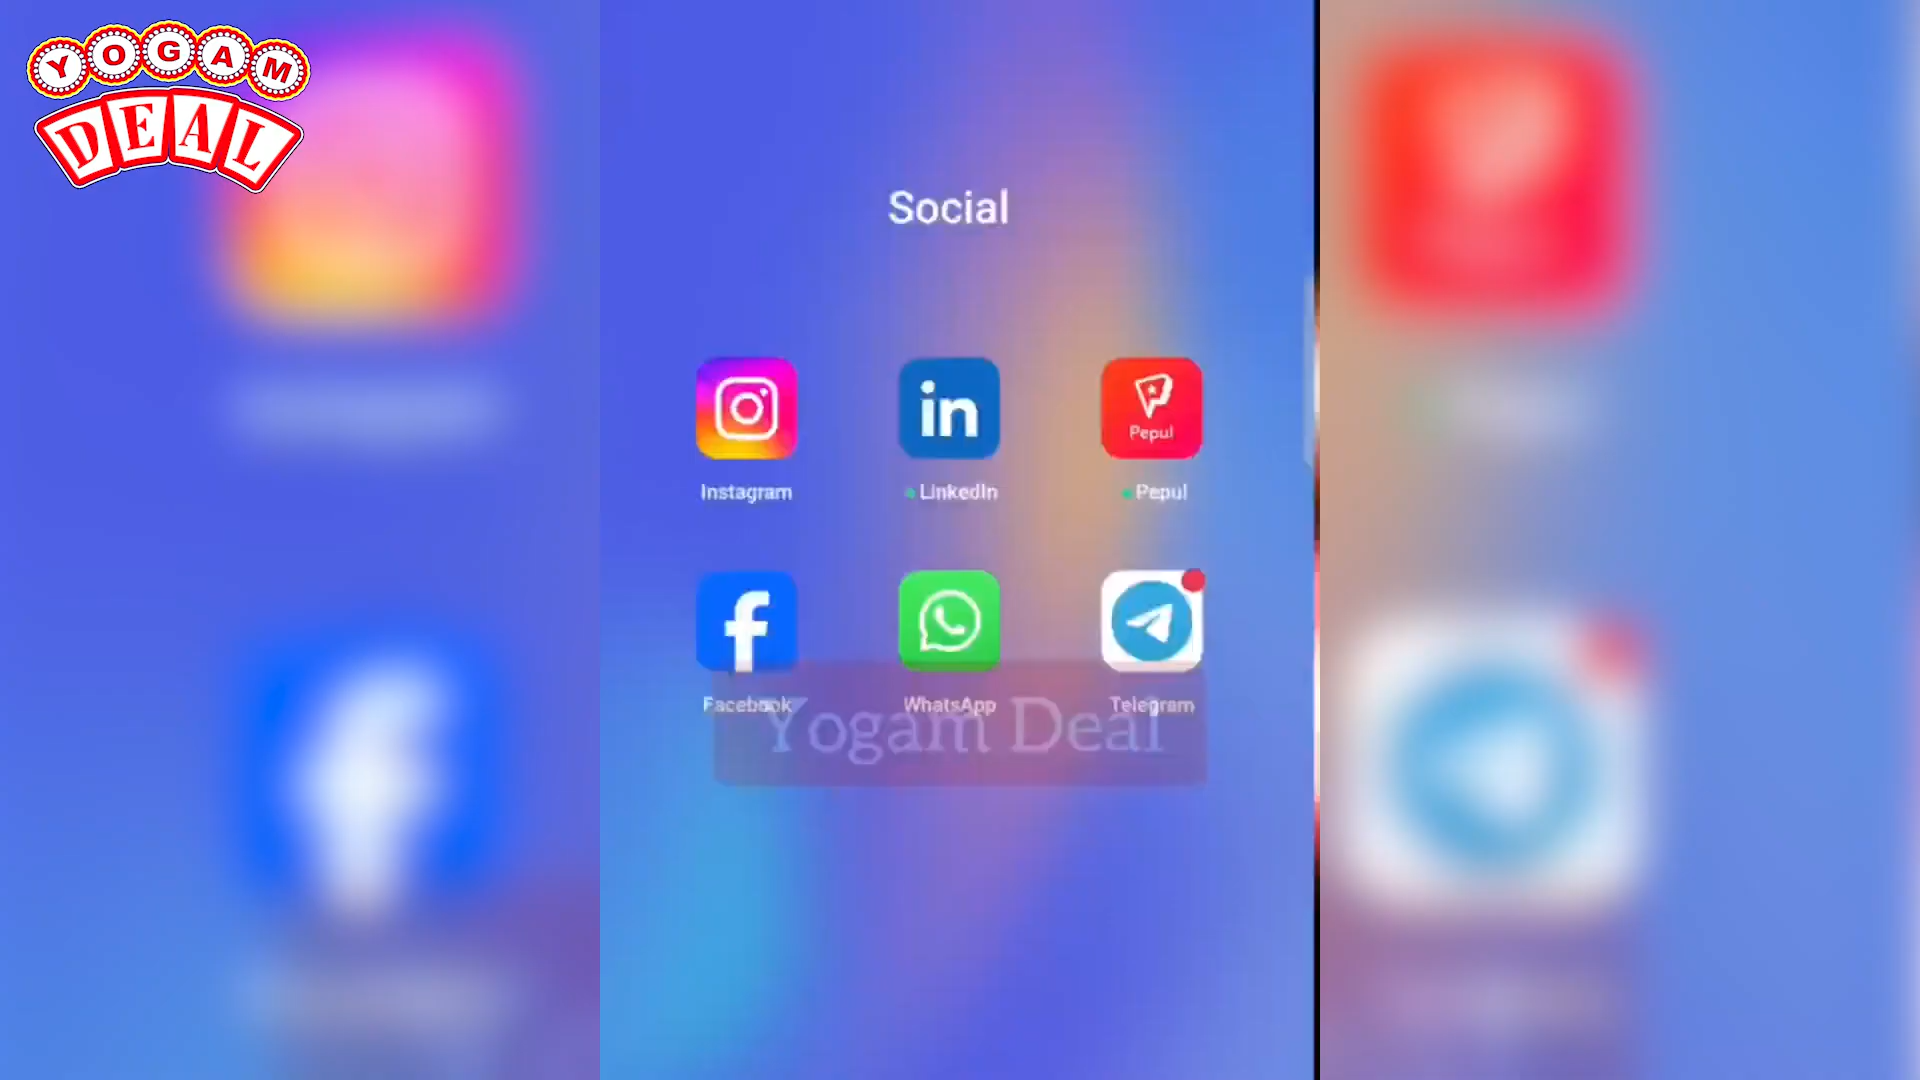 YOGAM
DEAL
Social
Pepul
Instagram
LinkedIn
Pepul
Facebook
WhatsApp
Telegram
Yogam Deal